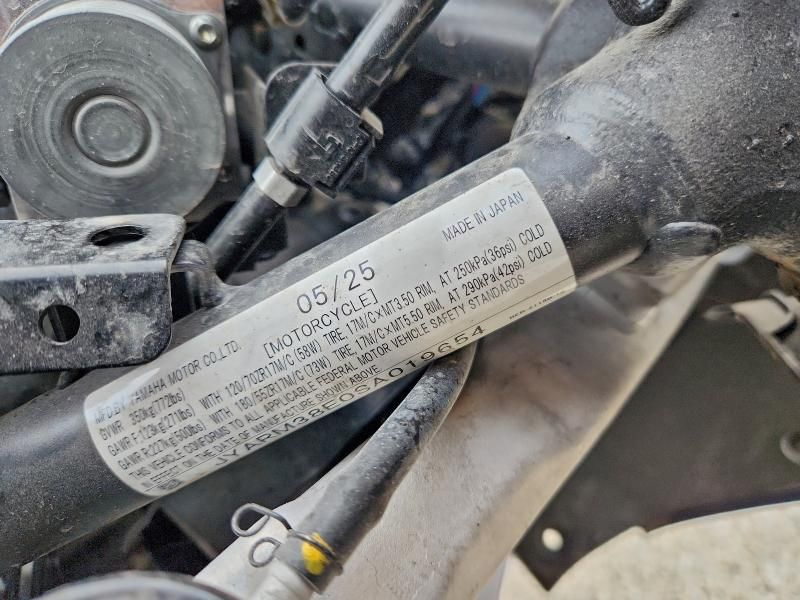 05/25 MADE IN JAPAN
[MOTORCYCLE]
MFD.BY YAMAHA MOTOR CO.,LTD.
GVWR 350kg(772lbs)
GAWR F:123kg(271lbs) WITH 120/70ZR17M/C (58W) TIRE, 17M/C×MT3.50 RIM, AT 250kPa(36psi) COLD
GAWR R:227kg(500lbs) WITH 180/55ZR17M/C (73W) TIRE, 17M/C×MT5.50 RIM, AT 290kPa(42psi) COLD
THIS VEHICLE CONFORMS TO ALL APPLICABLE FEDERAL MOTOR VEHICLE SAFETY STANDARDS
IN EFFECT ON THE DATE OF MANUFACTURE SHOWN ABOVE.
019654